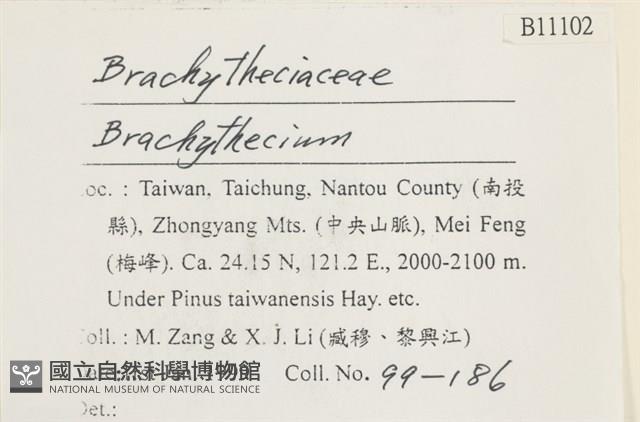 B11102
Brachytheciaceae
Brachythecium
oc. : Taiwan, Taichung, Nantou County (南投
縣), Zhongyang Mts. (中央山脈), Mei Feng
(梅峰). Ca. 24.15 N, 121.2 E., 2000-2100 m.
Under Pinus taiwanensis Hay. etc.
oll. : M. Zang & X. J. Li (臧穆、黎興江)
Coll. No. 99-186
國立自然科學博物館
NATIONAL MUSEUM OF NATURAL SCIENCE
Det.: